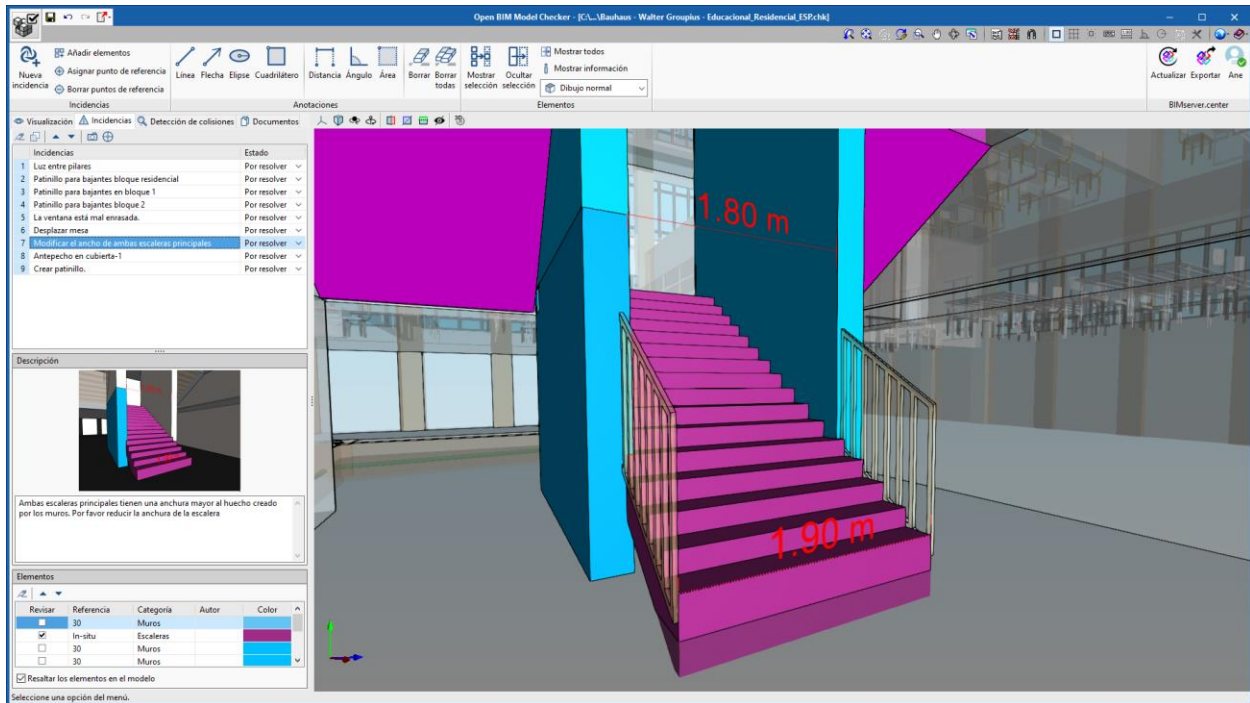 Open BIM Model Checker - [C:\...\Bauhaus - Walter Groupius - Educacional_Residencial_ESP.chk]
Nueva incidencia
Añadir elementos
Asignar punto de referencia
Borrar puntos de referencia
Incidencias
Línea Flecha Elipse Cuadrilátero
Distancia Ángulo Área
Borrar Borrar todas
Anotaciones
Mostrar selección
Ocultar selección
Mostrar todos
Mostrar información
Dibujo normal
Elementos
Actualizar Exportar Ane
BIMserver.center
Visualización Incidencias Detección de colisiones Documentos
Incidencias Estado
1 Luz entre pilares Por resolver
2 Patinillo para bajantes bloque residencial Por resolver
3 Patinillo para bajantes en bloque 1 Por resolver
4 Patinillo para bajantes bloque 2 Por resolver
5 La ventana está mal enrasada. Por resolver
6 Desplazar mesa Por resolver
7 Modificar el ancho de ambas escaleras principales Por resolver
8 Antepecho en cubierta-1 Por resolver
9 Crear patinillo. Por resolver
Descripción
Ambas escaleras principales tienen una anchura mayor al huecho creado
por los muros. Por favor reducir la anchura de la escalera
Elementos
Revisar Referencia Categoría Autor Color
30 Muros
In-situ Escaleras
30 Muros
30 Muros
Resaltar los elementos en el modelo
Seleccione una opción del menú.
1.80 m
1.90 m